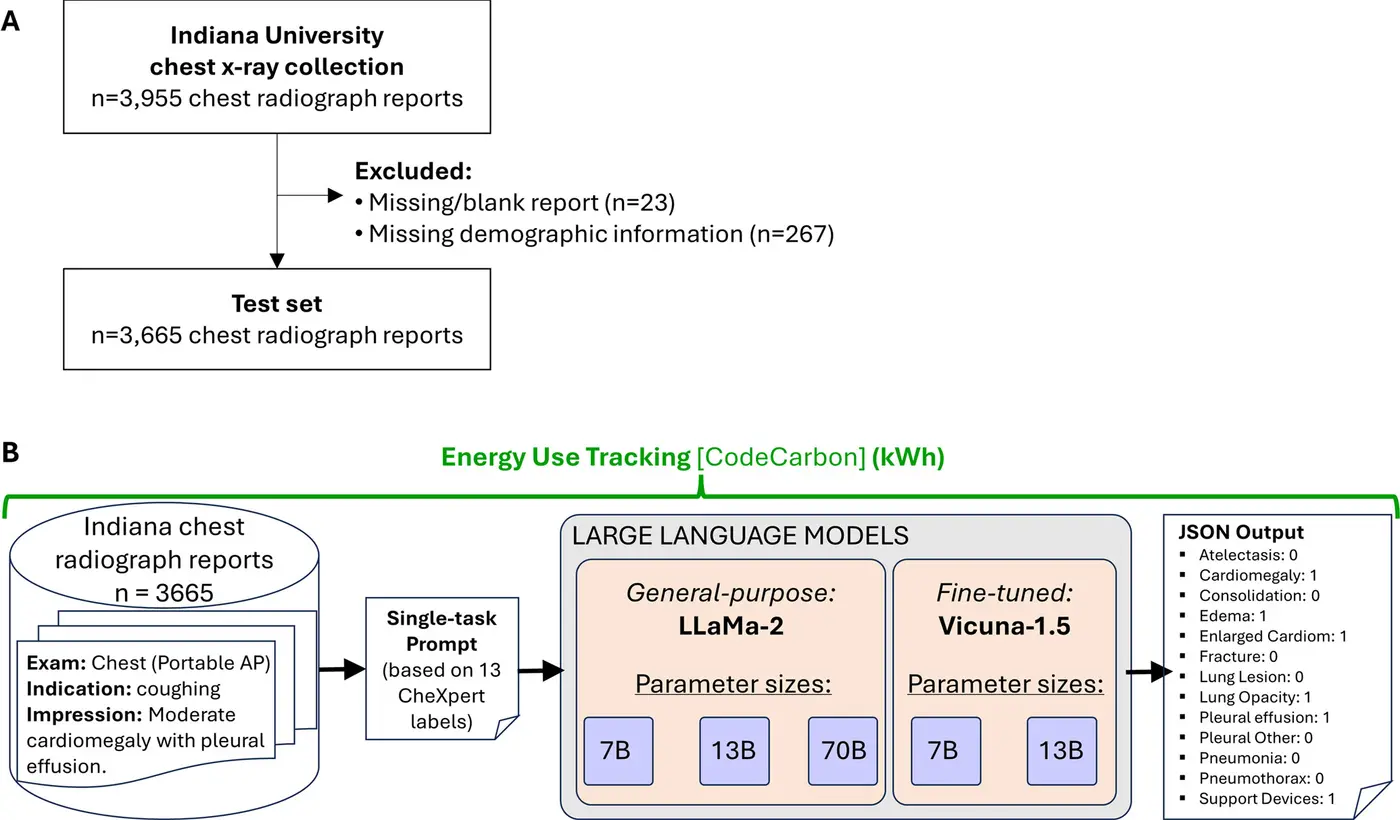 A
Indiana University
chest x-ray collection
n=3,955 chest radiograph reports
Excluded:
• Missing/blank report (n=23)
• Missing demographic information (n=267)
Test set
n=3,665 chest radiograph reports
B
Energy Use Tracking [CodeCarbon] (kWh)
Indiana chest
radiograph reports
n = 3665
Exam: Chest (Portable AP)
Indication: coughing
Impression: Moderate
cardiomegaly with pleural
effusion.
Single-task
Prompt
(based on 13
CheXpert
labels)
LARGE LANGUAGE MODELS
General-purpose:
LLaMa-2
Parameter sizes:
7B
13B
70B
Fine-tuned:
Vicuna-1.5
Parameter sizes:
7B
13B
JSON Output
▪ Atelectasis: 0
▪ Cardiomegaly: 1
▪ Consolidation: 0
▪ Edema: 1
▪ Enlarged Cardiom: 1
▪ Fracture: 0
▪ Lung Lesion: 0
▪ Lung Opacity: 1
▪ Pleural effusion: 1
▪ Pleural Other: 0
▪ Pneumonia: 0
▪ Pneumothorax: 0
▪ Support Devices: 1